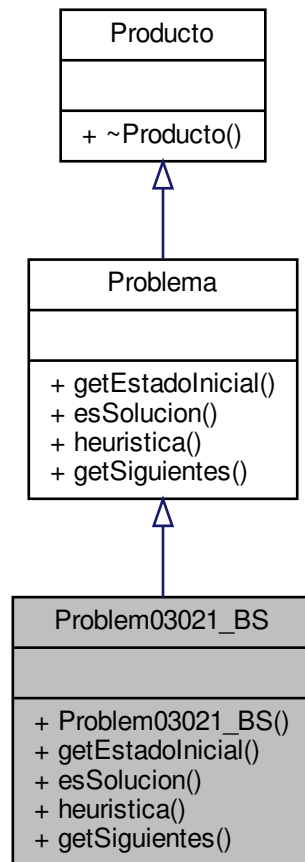 Producto
+ ~Producto()
Problema
+ getEstadoInicial()
+ esSolucion()
+ heuristica()
+ getSiguientes()
Problem03021_BS
+ Problem03021_BS()
+ getEstadoInicial()
+ esSolucion()
+ heuristica()
+ getSiguientes()